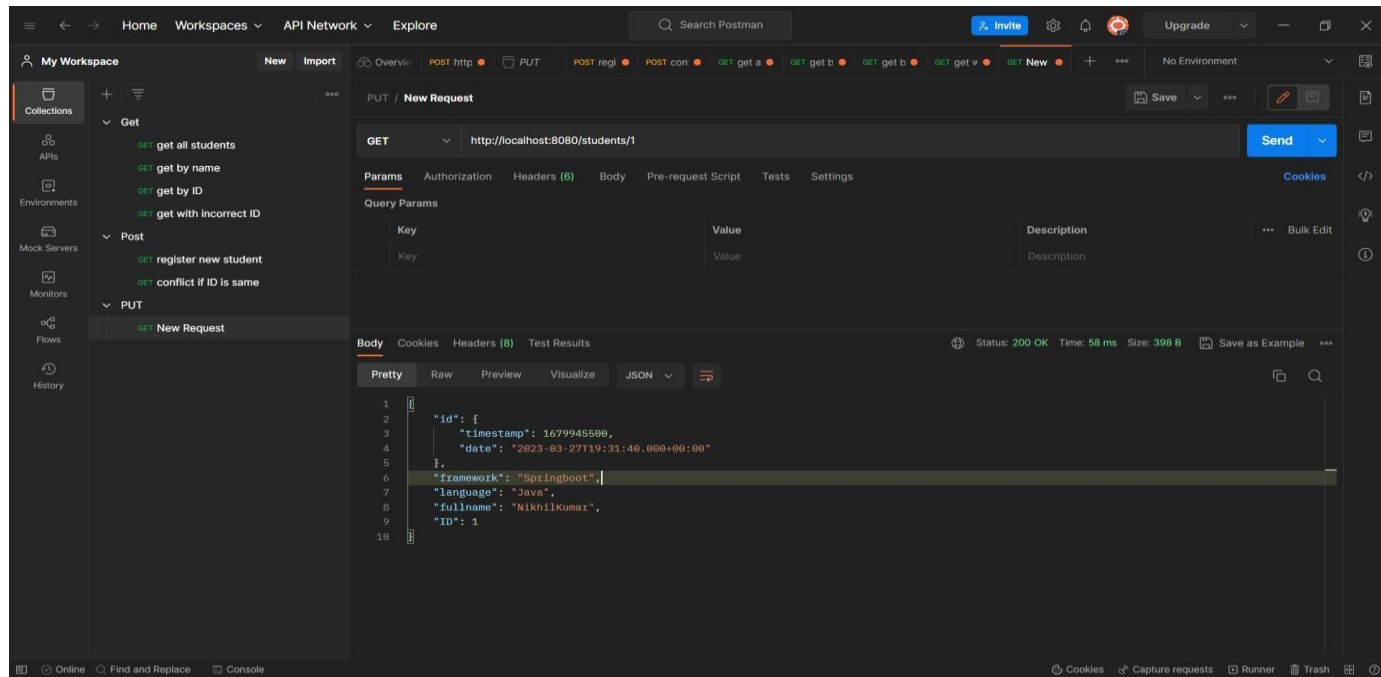 Home Workspaces API Network Explore Search Postman Invite Upgrade
My Workspace New Import Overvie POST http PUT POST regi POST con GET get a GET get b GET get b GET get v GET New No Environment
Collections
APIs
Environments
Mock Servers
Monitors
Flows
History
Get
GET get all students
GET get by name
GET get by ID
GET get with incorrect ID
Post
GET register new student
GET conflict if ID is same
PUT
GET New Request
PUT / New Request Save
GET http://localhost:8080/students/1 Send
Params Authorization Headers (6) Body Pre-request Script Tests Settings Cookies
Query Params
Key Value Description Bulk Edit
Key Value Description
Body Cookies Headers (8) Test Results Status: 200 OK Time: 58 ms Size: 398 B Save as Example
Pretty Raw Preview Visualize JSON
1 {
2 "id": {
3 "timestamp": 1679945500,
4 "date": "2023-03-27T19:31:40.000+00:00"
5 },
6 "framework": "Springboot",
7 "language": "Java",
8 "fullname": "NikhilKumar",
9 "ID": 1
10 }
Online Find and Replace Console Cookies Capture requests Runner Trash